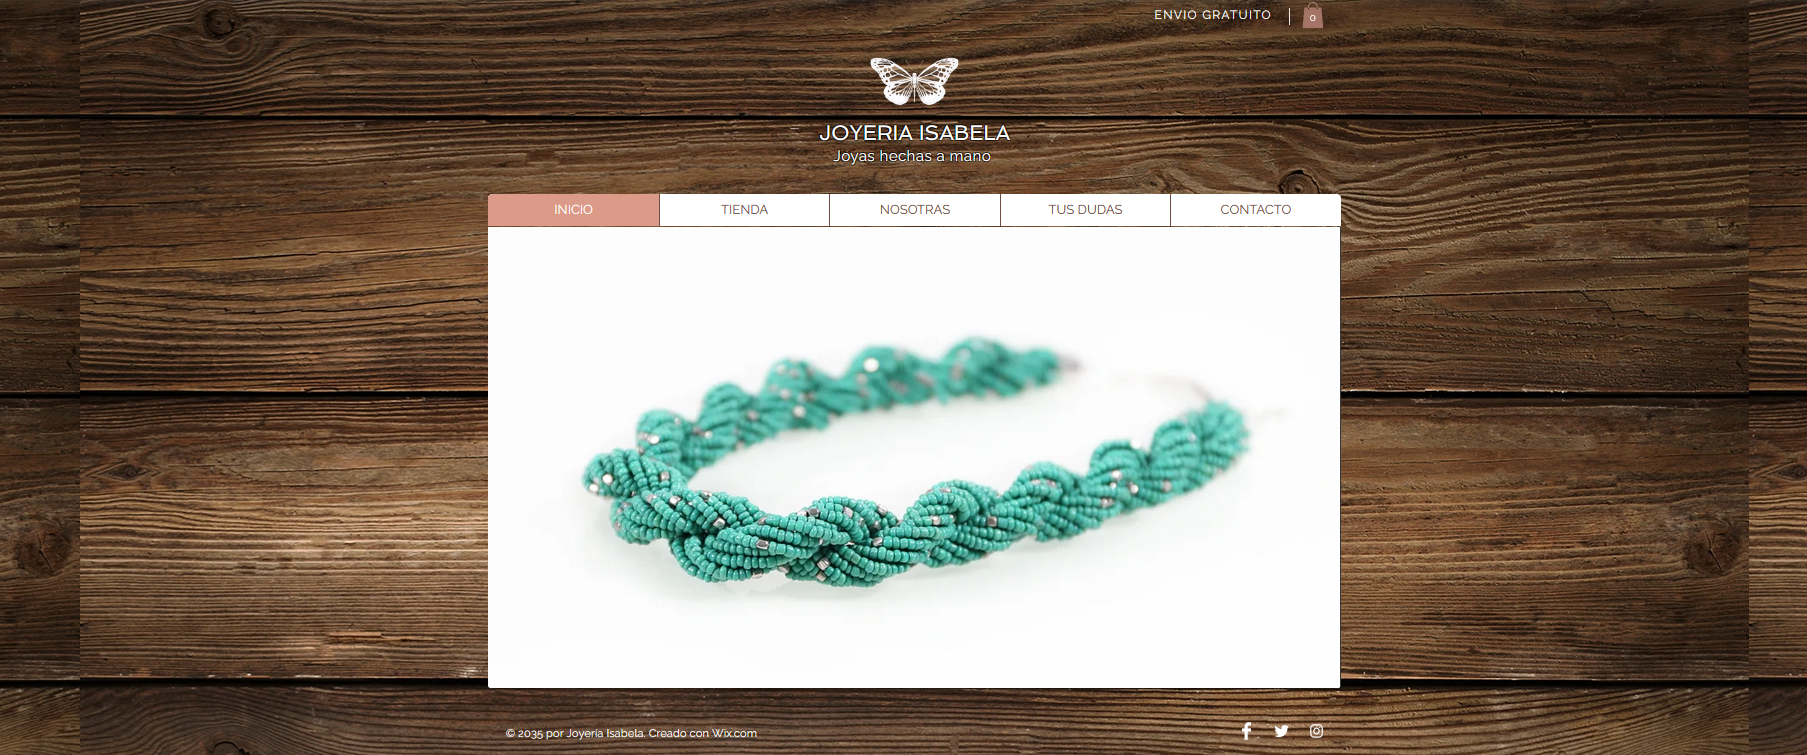 ENVIO GRATUITO
0
JOYERIA ISABELA
Joyas hechas a mano
INICIO
TIENDA
NOSOTRAS
TUS DUDAS
CONTACTO
© 2035 por Joyería Isabela. Creado con Wix.com